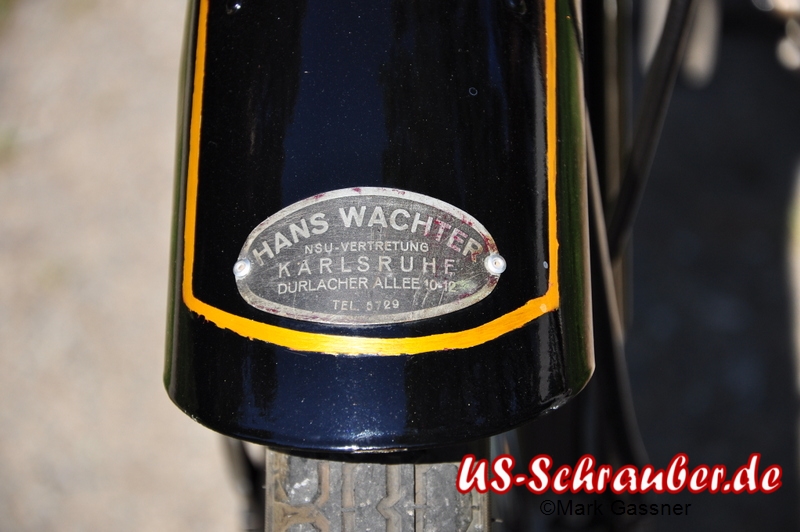 HANS WACHTER
NSU-VERTRETUNG
KARLSRUHE
DURLACHER ALLEE 10-12
TEL. 5729
US-Schrauber.de
©Mark Gassner